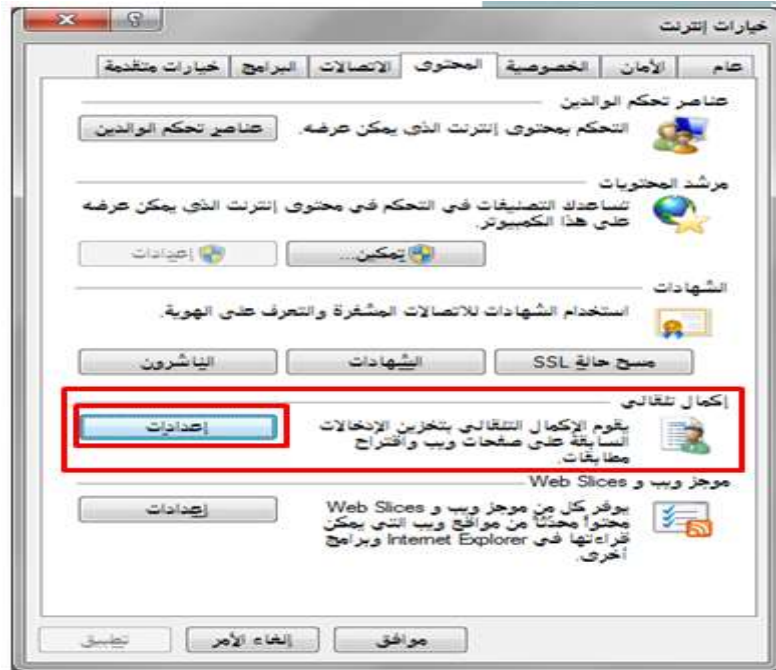 خيارات إنترنت
عام
الأمان
الخصوصية
المحتوى
الاتصالات
البرامج
خيارات متقدمة
عناصر تحكم الوالدين
التحكم بمحتوى إنترنت الذي يمكن عرضه.
عناصر تحكم الوالدين
مرشد المحتويات
تساعدك التصنيفات في التحكم في محتوى إنترنت الذي يمكن عرضه
على هذا الكمبيوتر.
تمكين...
إعدادات
الشهادات
استخدام الشهادات للاتصالات المشفرة والتعرف على الهوية.
مسح حالة SSL
الشهادات
الناشرون
إكمال تلقائي
يقوم الإكمال التلقائي بتخزين الإدخالات
السابقة على صفحات ويب واقتراح
مطابقات.
إعدادات
موجز ويب و Web Slices
يوفر كل من موجز ويب و Web Slices
محتوىً محدثًا من مواقع ويب التي يمكن
قراءتها في Internet Explorer وبرامج
أخرى.
إعدادات
موافق
إلغاء الأمر
تطبيق